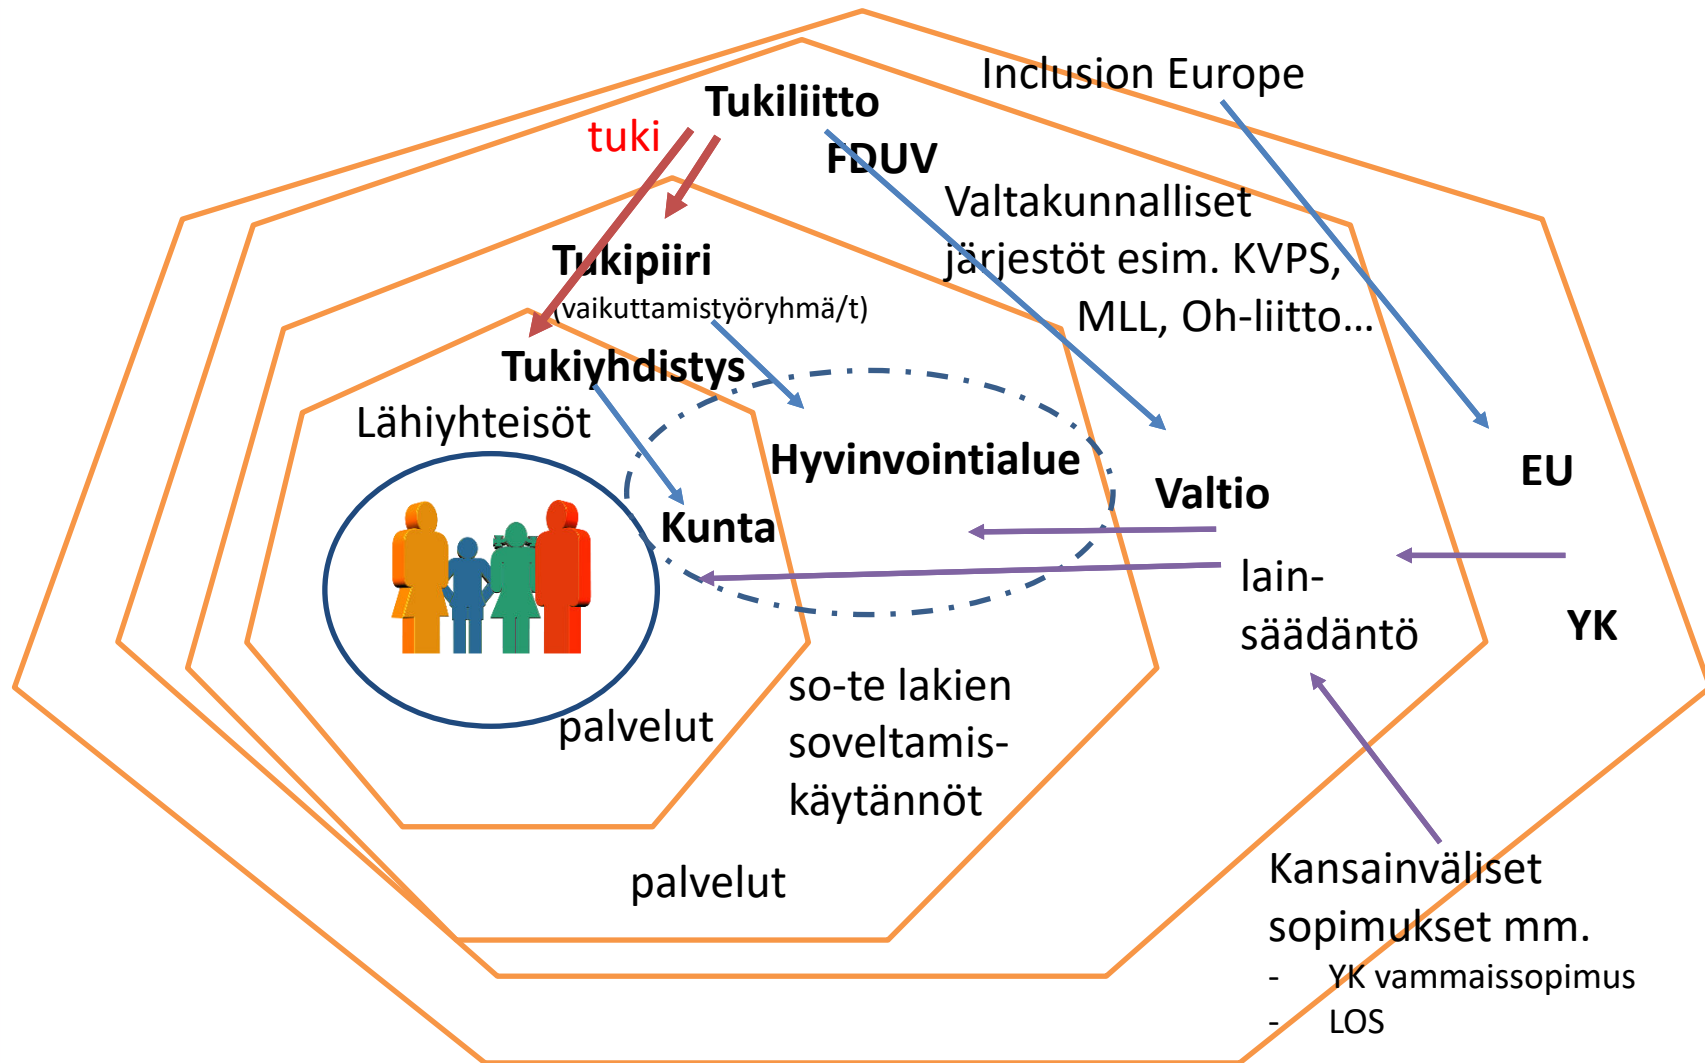 Inclusion Europe
Tukiliitto
tuki
FDUV
Valtakunnalliset
järjestöt esim. KVPS,
MLL, Oh-liitto...
Tukipiiri
(vaikuttamistyöryhmä/t)
Tukiyhdistys
Lähiyhteisöt
Hyvinvointialue
Kunta
Valtio
EU
YK
lain-
säädäntö
palvelut
so-te lakien
soveltamis-
käytännöt
palvelut
Kansainväliset
sopimukset mm.
- YK vammaissopimus
- LOS